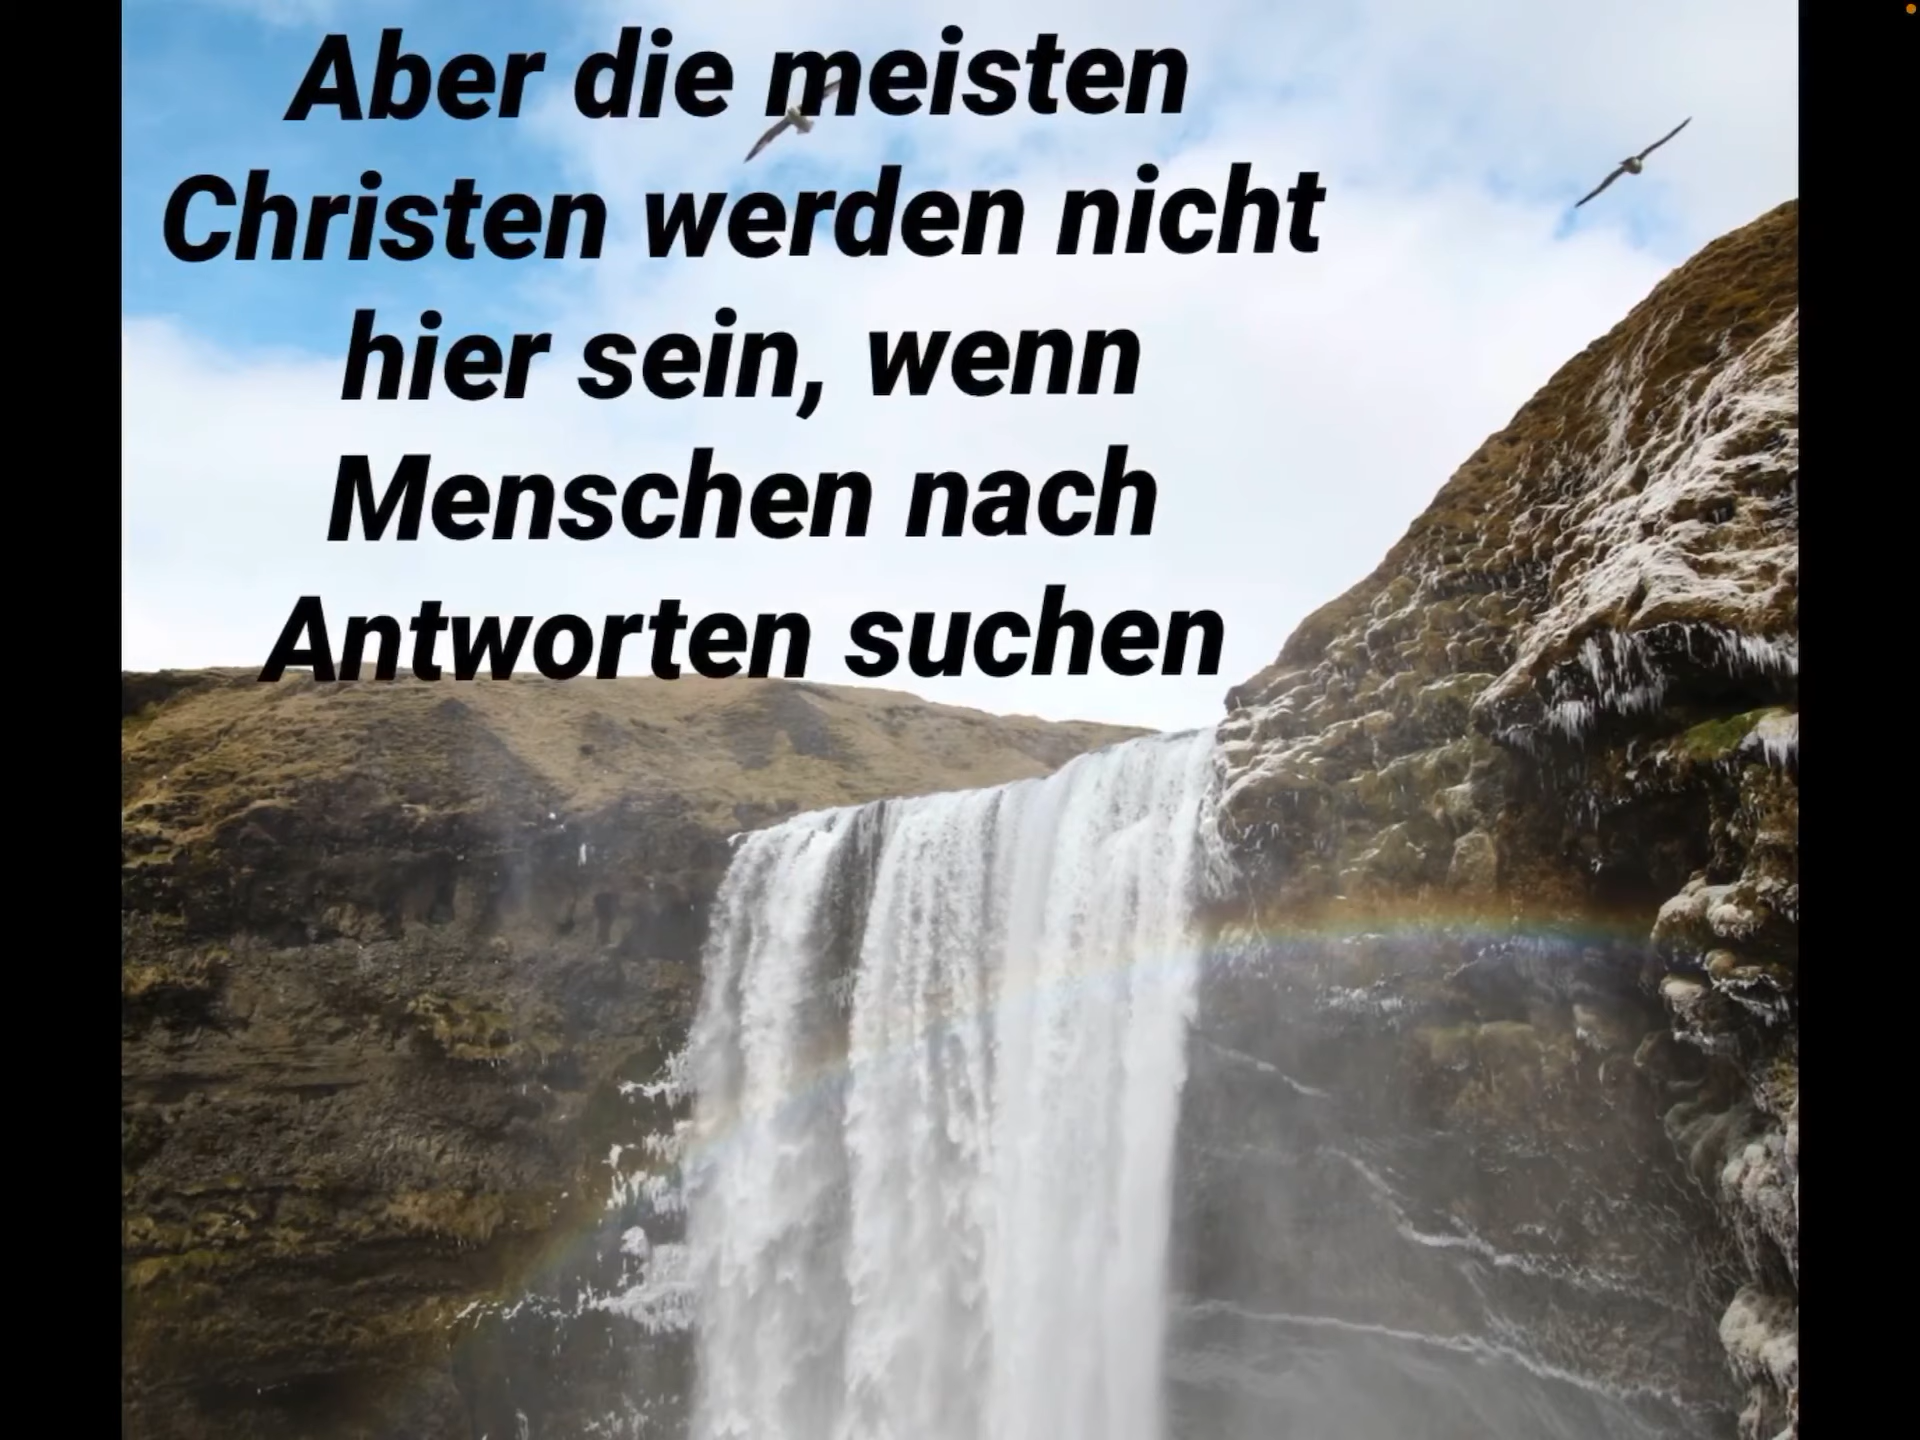 Aber die meisten
Christen werden nicht
hier sein, wenn
Menschen nach
Antworten suchen